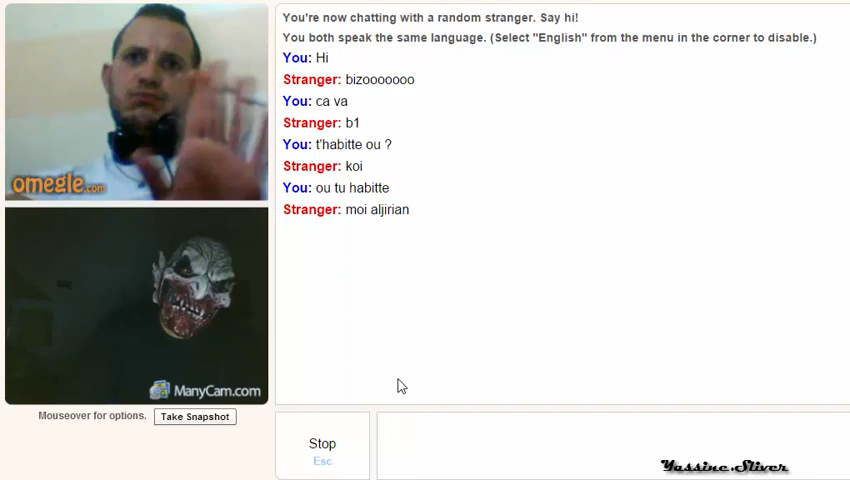 You're now chatting with a random stranger. Say hi!
You both speak the same language. (Select "English" from the menu in the corner to disable.)
You: Hi
Stranger: bizooooooo
You: ca va
Stranger: b1
You: t'habitte ou ?
Stranger: koi
You: ou tu habitte
Stranger: moi aljirian
omegle.com
ManyCam.com
Mouseover for options. Take Snapshot
Stop
Esc
Yassine.Sliver